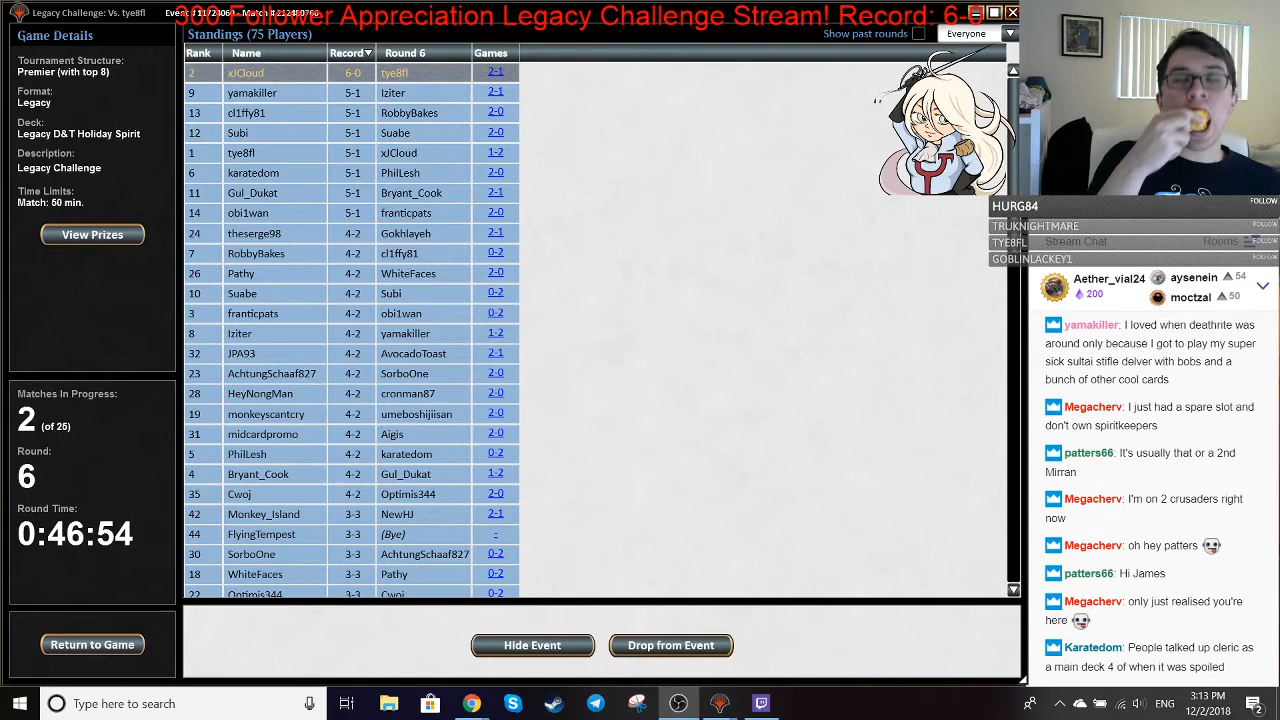 Legacy Challenge: Vs. tye8fl
300 Follower Appreciation Legacy Challenge Stream! Record: 6-0
Game Details
Tournament Structure:
Premier (with top 8)
Format:
Legacy
Deck:
Legacy D&T Holiday Spirit
Description:
Legacy Challenge
Time Limits:
Match: 50 min.
View Prizes
Matches In Progress:
2 (of 25)
Round:
6
Round Time:
0:46:54
Return to Game
Standings (75 Players)
Show past rounds
Everyone
Rank Name Record Round 6 Games
2 xJCloud 6-0 tye8fl 2-1
9 yamakiller 5-1 Iziter 2-1
13 cl1ffy81 5-1 RobbyBakes 2-0
12 Subi 5-1 Suabe 2-0
1 tye8fl 5-1 xJCloud 1-2
6 karatedom 5-1 PhilLesh 2-0
11 Gul_Dukat 5-1 Bryant_Cook 2-1
14 obi1wan 5-1 franticpats 2-0
24 theserge98 5-1 Gokhlayeh 2-1
7 RobbyBakes 4-2 cl1ffy81 0-2
26 Pathy 4-2 WhiteFaces 2-0
10 Suabe 4-2 Subi 0-2
3 franticpats 4-2 obi1wan 0-2
8 Iziter 4-2 yamakiller 1-2
32 JPA93 4-2 AvocadoToast 2-1
23 AchtungSchaaf827 4-2 SorboOne 2-0
28 HeyNongMan 4-2 cronman87 2-0
19 monkeyscantcry 4-2 umeboshijiisan 2-0
31 midcardpromo 4-2 Aigis 2-0
5 PhilLesh 4-2 karatedom 0-2
4 Bryant_Cook 4-2 Gul_Dukat 1-2
35 Cwoj 4-2 Optimis344 2-0
42 Monkey_Island 3-3 NewHJ 2-1
44 FlyingTempest 3-3 (Bye) -
30 SorboOne 3-3 AchtungSchaaf827 0-2
18 WhiteFaces 3-3 Pathy 0-2
22 Optimis344 3-3 Cwoj 0-2
Hide Event
Drop from Event
HURG84 FOLLOW
TRUKNIGHTMARE FOLLOW
TYE8FL FOLLOW
Stream Chat Rooms
GOBLINLACKEY1 FOLLOW
Aether_vial24
200
aysenein 54
moctzal 50
yamakiller: I loved when deathrite was
around only because I got to play my super
sick sultai stifle delver with bobs and a
bunch of other cool cards
Megacherv: I just had a spare slot and
don't own spiritkeepers
patters66: It's usually that or a 2nd
Mirran
Megacherv: I'm on 2 crusaders right
now
Megacherv: oh hey patters
patters66: Hi James
Megacherv: only just realised you're
here
Karatedom: People talked up cleric as
a main deck 4 of when it was spoiled
Type here to search
ENG
3:13 PM
12/2/2018
2